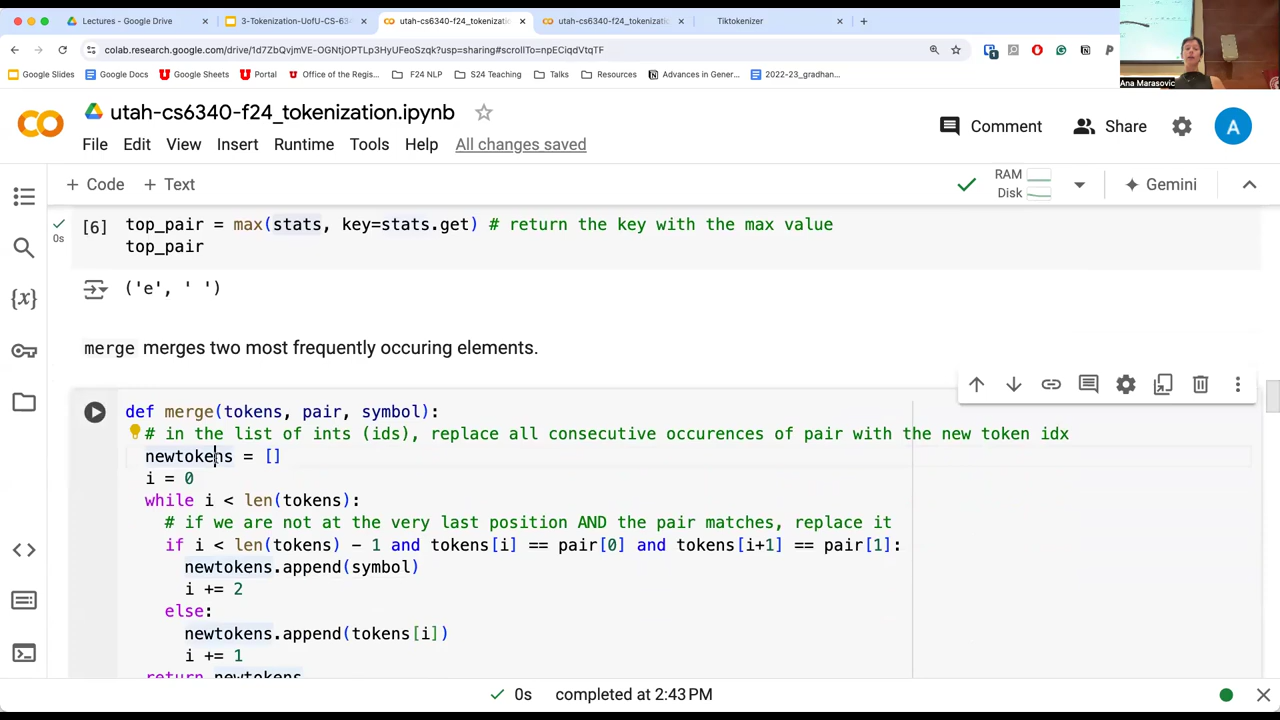 Lectures - Google Drive
3-Tokenization-UofU-CS-634
utah-cs6340-f24_tokenization
utah-cs6340-f24_tokenization.
Tiktokenizer
colab.research.google.com/drive/1d7ZbQvjmVE-OGNtjOPTLp3HyUFeoSzqk?usp=sharing#scrollTo=npECiqdVtqTF
Google Slides
Google Docs
Google Sheets
Portal
Office of the Regis...
F24 NLP
S24 Teaching
Talks
Resources
Advances in Gener...
2022-23_gradhan...
Ana Marasovic
utah-cs6340-f24_tokenization.ipynb
Comment
Share
A
File Edit View Insert Runtime Tools Help All changes saved
+ Code + Text
RAM
Disk
Gemini
0s
[6] top_pair = max(stats, key=stats.get) # return the key with the max value
top_pair
('e', ' ')
merge merges two most frequently occuring elements.
def merge(tokens, pair, symbol):
# in the list of ints (ids), replace all consecutive occurences of pair with the new token idx
newtokens = []
i = 0
while i < len(tokens):
# if we are not at the very last position AND the pair matches, replace it
if i < len(tokens) - 1 and tokens[i] == pair[0] and tokens[i+1] == pair[1]:
newtokens.append(symbol)
i += 2
else:
newtokens.append(tokens[i])
i += 1
return newtokens
0s completed at 2:43 PM